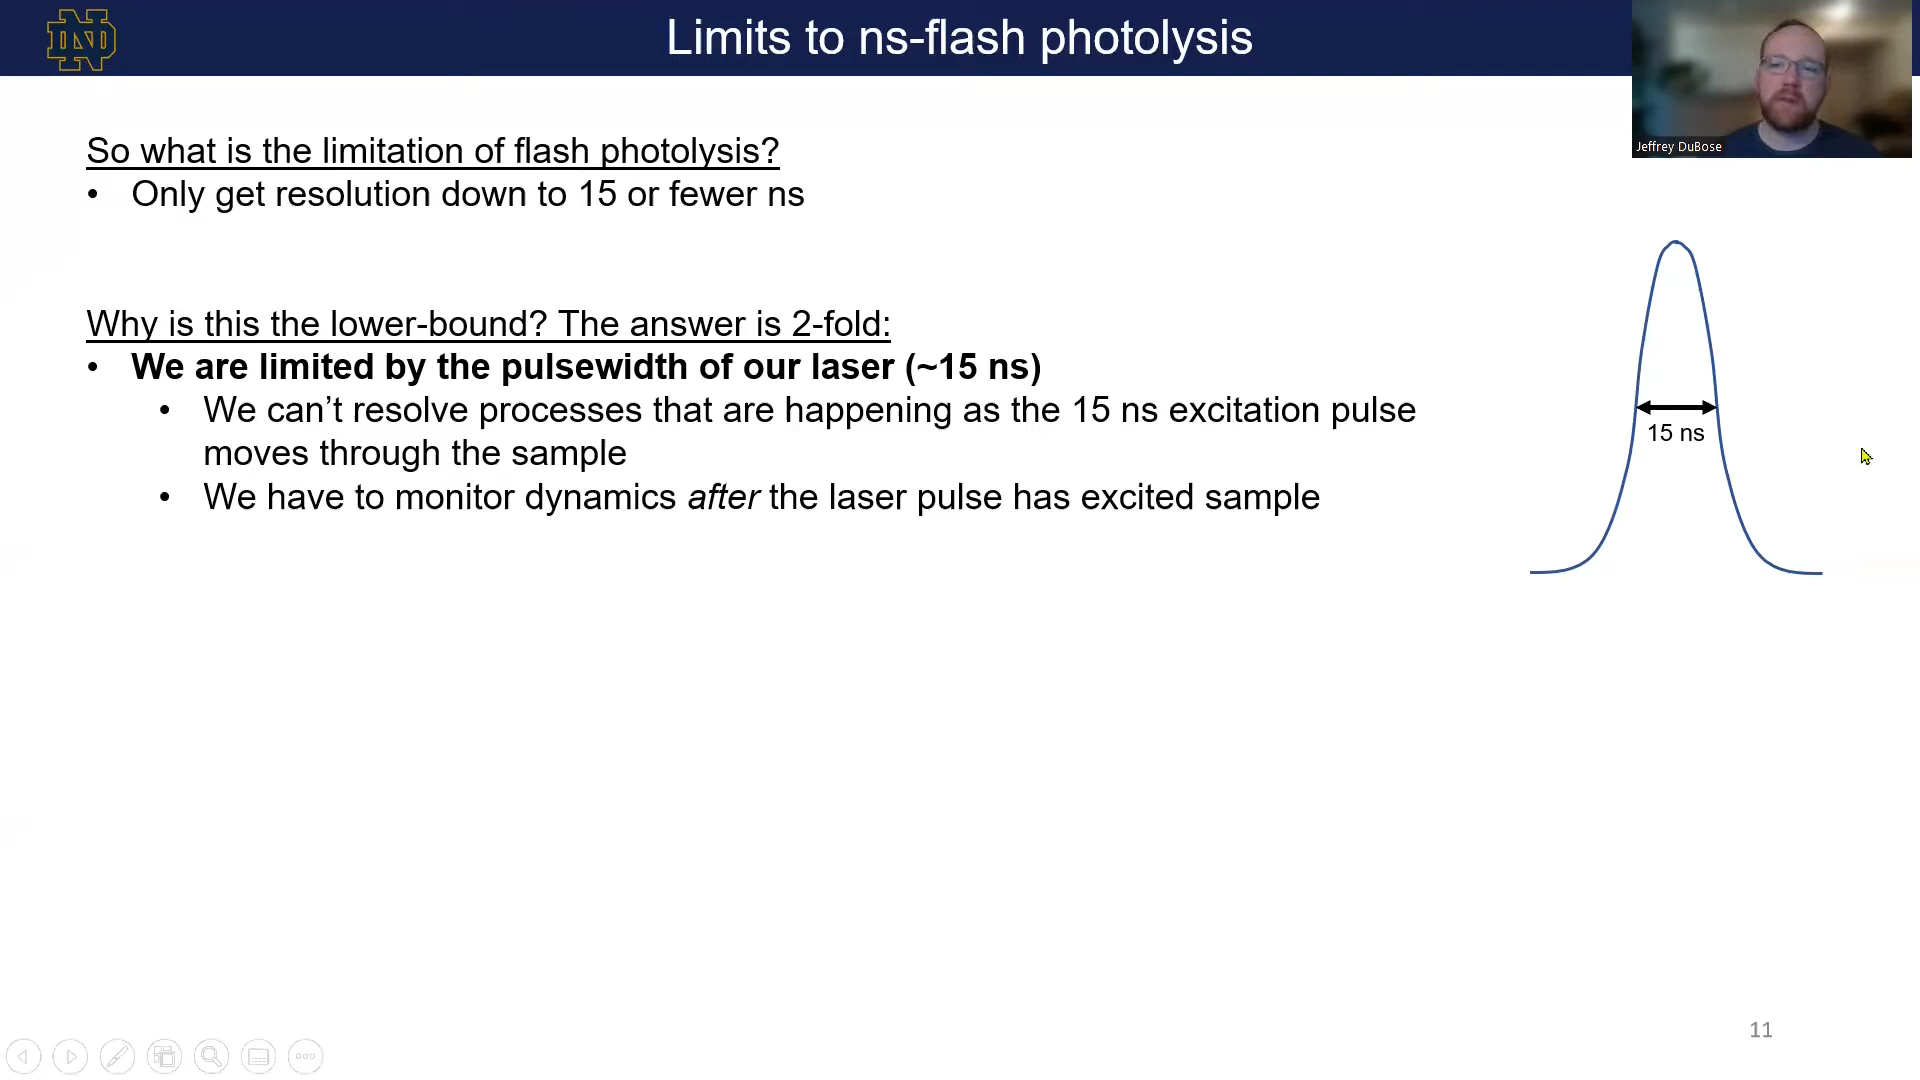 Limits to ns-flash photolysis
Jeffrey DuBose
So what is the limitation of flash photolysis?
• Only get resolution down to 15 or fewer ns
Why is this the lower-bound? The answer is 2-fold:
• We are limited by the pulsewidth of our laser (~15 ns)
• We can’t resolve processes that are happening as the 15 ns excitation pulse
moves through the sample
• We have to monitor dynamics after the laser pulse has excited sample
15 ns
11